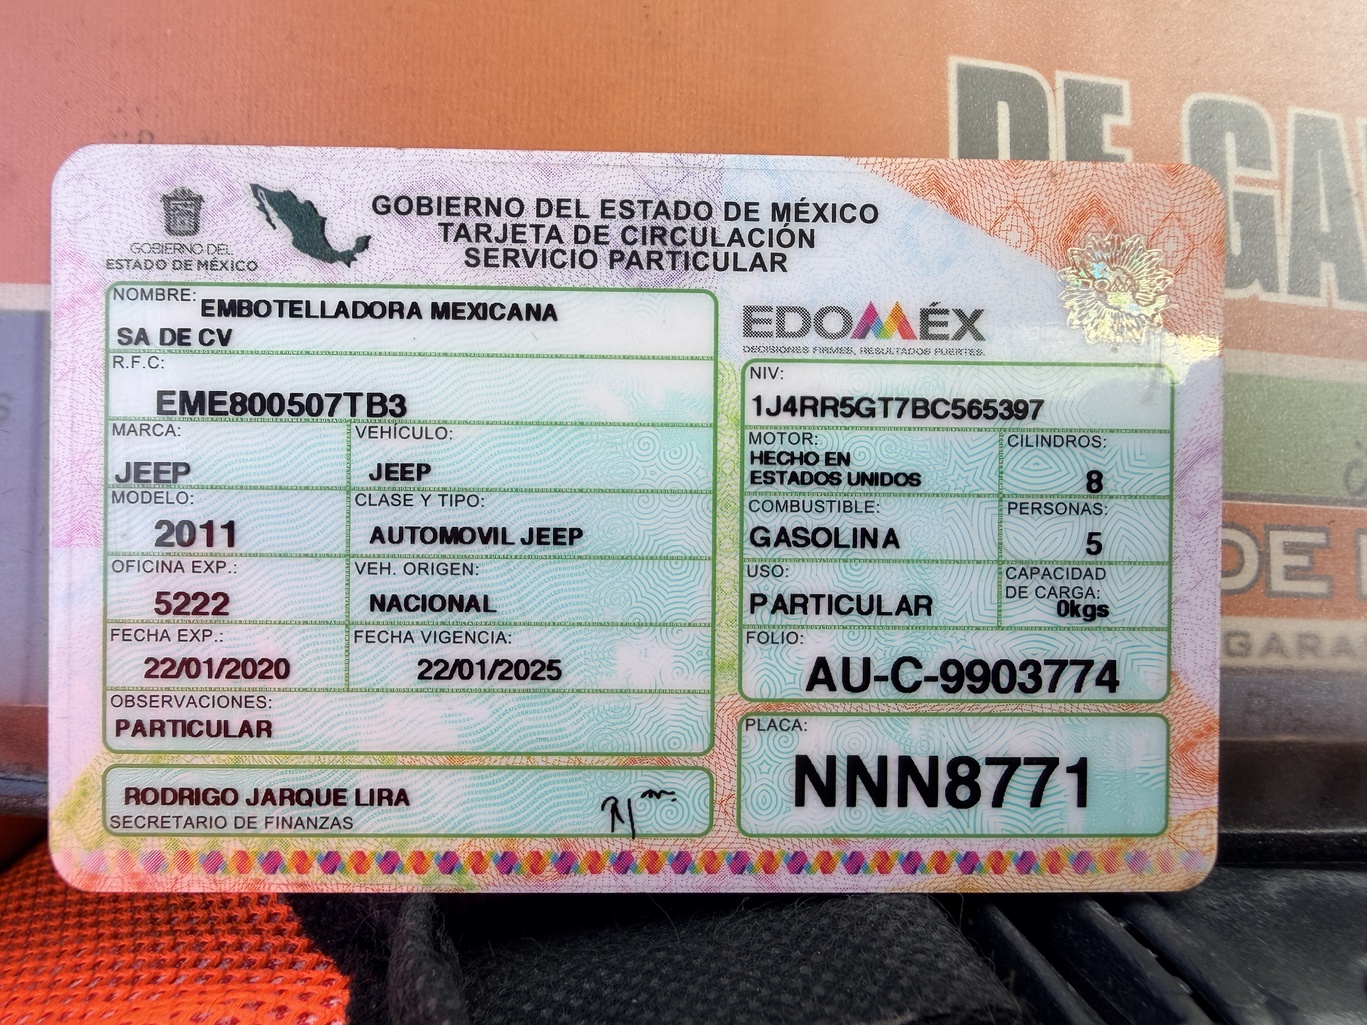 DE GA
GOBIERNO DEL
ESTADO DE MÉXICO
GOBIERNO DEL ESTADO DE MÉXICO
TARJETA DE CIRCULACIÓN
SERVICIO PARTICULAR
NOMBRE: EMBOTELLADORA MEXICANA
SA DE CV
R.F.C:
EME800507TB3
MARCA:
JEEP
VEHÍCULO:
JEEP
MODELO:
2011
CLASE Y TIPO:
AUTOMOVIL JEEP
OFICINA EXP.:
5222
VEH. ORIGEN:
NACIONAL
FECHA EXP.:
22/01/2020
FECHA VIGENCIA:
22/01/2025
OBSERVACIONES:
PARTICULAR
RODRIGO JARQUE LIRA
SECRETARIO DE FINANZAS
EDOMÉX
DECISIONES FIRMES, RESULTADOS FUERTES.
NIV:
1J4RR5GT7BC565397
MOTOR:
HECHO EN
ESTADOS UNIDOS
CILINDROS:
8
COMBUSTIBLE:
GASOLINA
PERSONAS:
5
USO:
PARTICULAR
CAPACIDAD
DE CARGA:
0kgs
FOLIO:
AU-C-9903774
PLACA:
NNN8771
DE
GARA